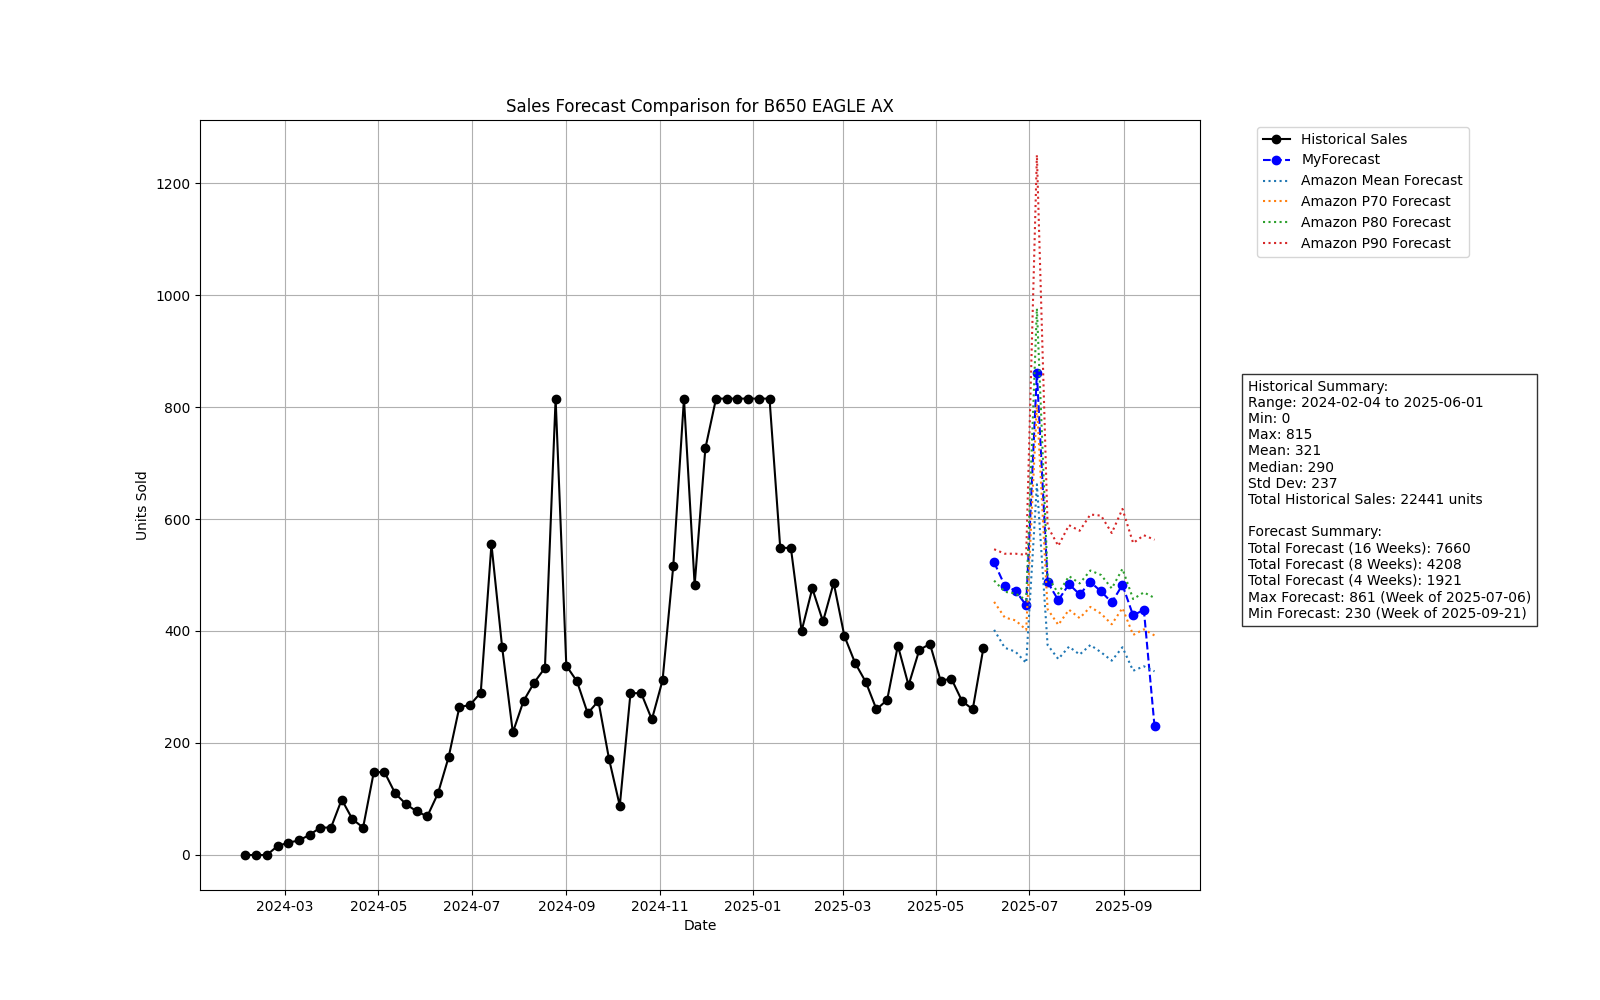 Sales Forecast Comparison for B650 EAGLE AX
Historical Sales
MyForecast
Amazon Mean Forecast
Amazon P70 Forecast
Amazon P80 Forecast
Amazon P90 Forecast
1200
1000
800
600
400
200
0
Units Sold
Historical Summary:
Range: 2024-02-04 to 2025-06-01
Min: 0
Max: 815
Mean: 321
Median: 290
Std Dev: 237
Total Historical Sales: 22441 units
Forecast Summary:
Total Forecast (16 Weeks): 7660
Total Forecast (8 Weeks): 4208
Total Forecast (4 Weeks): 1921
Max Forecast: 861 (Week of 2025-07-06)
Min Forecast: 230 (Week of 2025-09-21)
2024-03 2024-05 2024-07 2024-09 2024-11 2025-01 2025-03 2025-05 2025-07 2025-09
Date